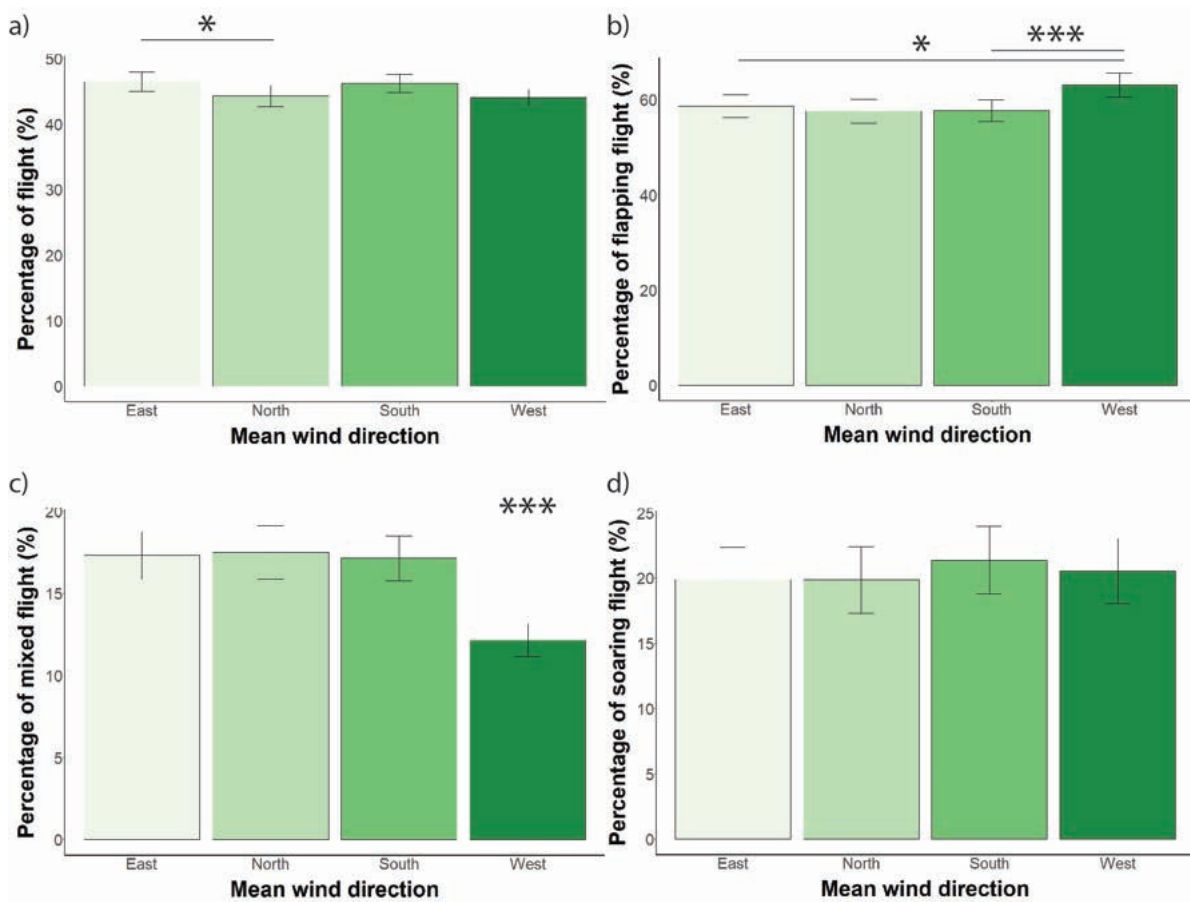 a)
*
Percentage of flight (%)
50
40
30
20
10
0
East North South West
Mean wind direction
b)
* ***
Percentage of flapping flight (%)
60
40
20
0
East North South West
Mean wind direction
c)
***
Percentage of mixed flight (%)
20
15
10
5
0
East North South West
Mean wind direction
d)
Percentage of soaring flight (%)
25
20
15
10
5
0
East North South West
Mean wind direction